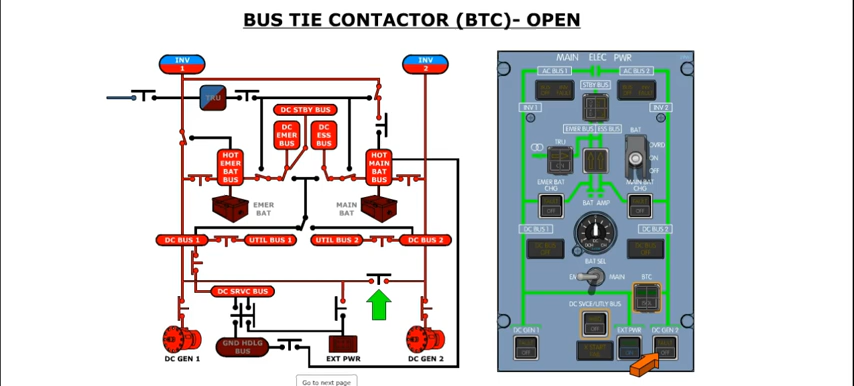 BUS TIE CONTACTOR (BTC)- OPEN
INV
1
INV
2
TRU
DC STBY BUS
DC
EMER
BUS
DC
ESS
BUS
HOT
EMER
BAT
BUS
HOT
MAIN
BAT
BUS
EMER
BAT
MAIN
BAT
DC BUS 1
UTIL BUS 1
UTIL BUS 2
DC BUS 2
DC SRVC BUS
GND HDLG
BUS
EXT PWR
DC GEN 1
DC GEN 2
MAIN ELEC PWR
AC BUS 1
AC BUS 2
STBY BUS
INV 1
INV 2
EMER BUS
ESS BUS
BAT
OVRD
ON
OFF
TRU
EMER BAT
CHG
MAIN BAT
CHG
OFF
OFF
BAT AMP
DC BUS 1
DC BUS 2
BAT SEL
MAIN
BTC
DC SVCE/UTLY BUS
OFF
DC GEN 1
EXT PWR
DC GEN 2
OFF
OFF
Go to next page